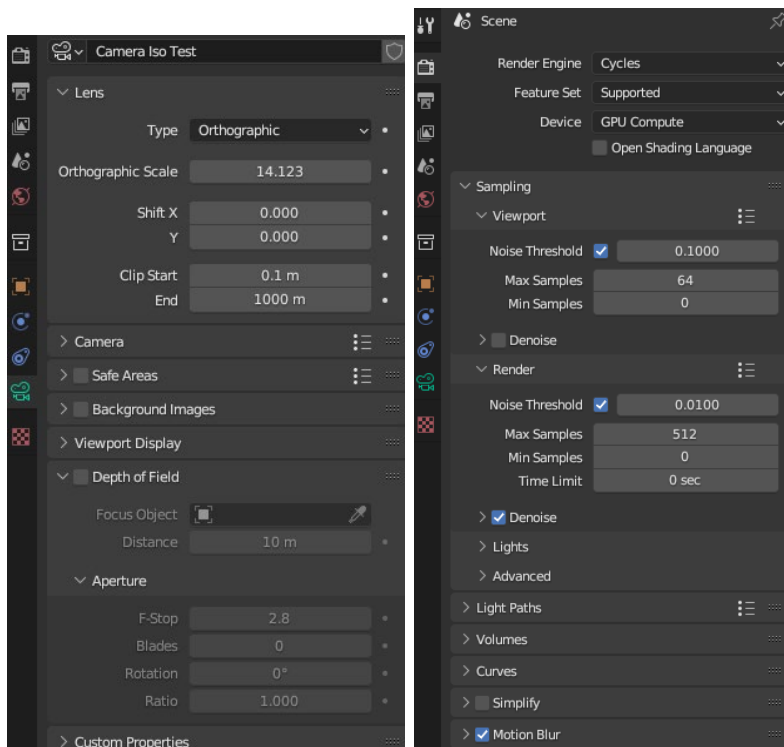 Camera Iso Test
Lens
Type Orthographic
Orthographic Scale 14.123
Shift X 0.000
Y 0.000
Clip Start 0.1 m
End 1000 m
Camera
Safe Areas
Background Images
Viewport Display
Depth of Field
Focus Object
Distance 10 m
Aperture
F-Stop 2.8
Blades 0
Rotation 0°
Ratio 1.000
Custom Properties
Scene
Render Engine Cycles
Feature Set Supported
Device GPU Compute
Open Shading Language
Sampling
Viewport
Noise Threshold 0.1000
Max Samples 64
Min Samples 0
Denoise
Render
Noise Threshold 0.0100
Max Samples 512
Min Samples 0
Time Limit 0 sec
Denoise
Lights
Advanced
Light Paths
Volumes
Curves
Simplify
Motion Blur